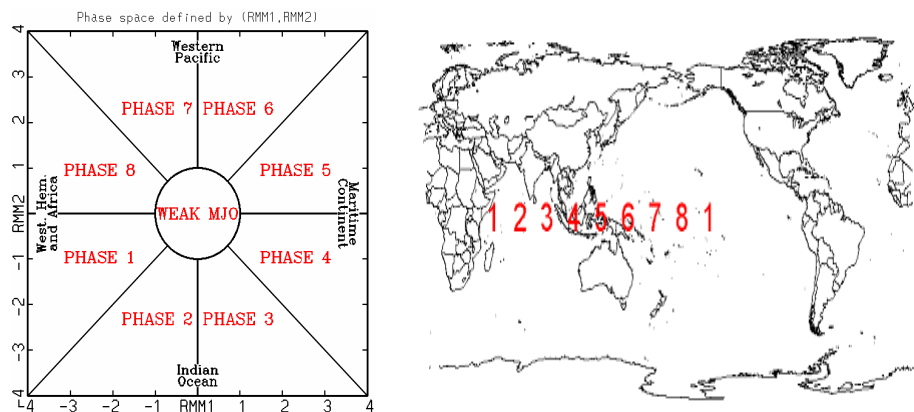 Phase space defined by (RMM1,RMM2)
4
Western
Pacific
3
PHASE 7 PHASE 6
2
1
PHASE 8 PHASE 5
RMM2
0
West. Hem.
and Africa
WEAK MJO
Maritime
Continent
-1
PHASE 1 PHASE 4
-2
PHASE 2 PHASE 3
-3
Indian
Ocean
-4
-4 -3 -2 -1 RMM1 1 2 3 4
1 2 3 4 5 6 7 8 1